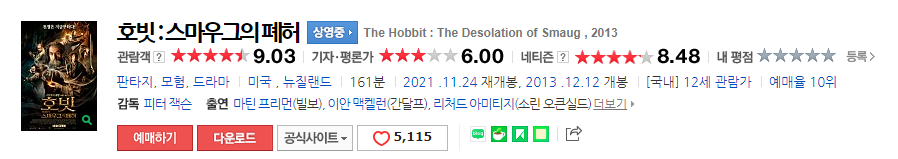 호빗 : 스마우그의 폐허 상영중 The Hobbit : The Desolation of Smaug , 2013
관람객 ? 9.03 기자·평론가 ? 6.00 네티즌 ? 8.48 내 평점 등록
판타지, 모험, 드라마 미국 , 뉴질랜드 161분 2021 .11.24 재개봉, 2013 .12.12 개봉 [국내] 12세 관람가 예매율 10위
감독 피터 잭슨 출연 마틴 프리먼(빌보), 이안 맥켈런(간달프), 리처드 아미티지(소린 오큰실드) 더보기
예매하기 다운로드 공식사이트 5,115 blog
호빗
스마우그의 폐허